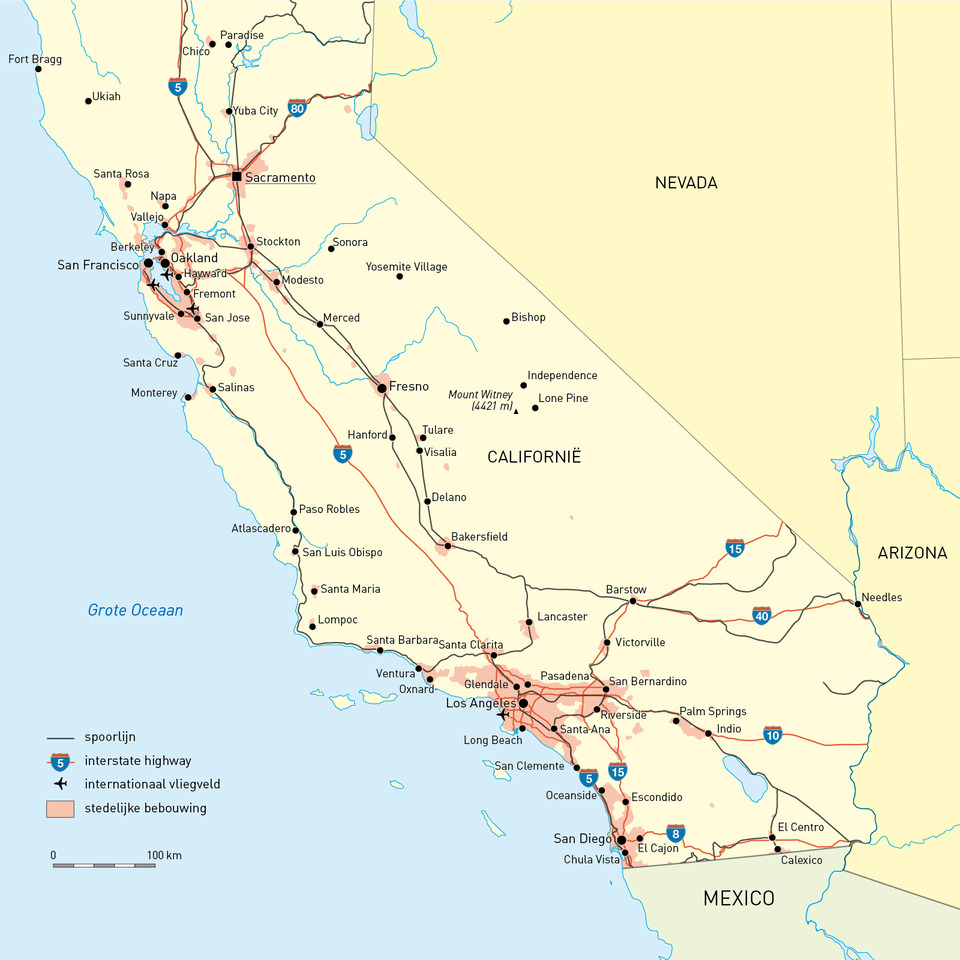 Paradise
Chico
Fort Bragg
5
Ukiah
80
Yuba City
Santa Rosa
Sacramento
NEVADA
Napa
Vallejo
Berkeley
Stockton
Sonora
San Francisco
Oakland
Hayward
Yosemite Village
Modesto
Fremont
Sunnyvale
San Jose
Merced
Bishop
Santa Cruz
Monterey
Salinas
Fresno
Independence
Mount Witney
(4421 m)
Lone Pine
Hanford
Tulare
Visalia
5
CALIFORNIË
Delano
Paso Robles
Atlascadero
Bakersfield
San Luis Obispo
15
ARIZONA
Santa Maria
Barstow
Needles
Grote Oceaan
Lompoc
Lancaster
40
Santa Barbara
Santa Clarita
Victorville
Ventura
Oxnard
Glendale
Pasadena
San Bernardino
Los Angeles
Riverside
Palm Springs
Santa Ana
Indio
10
Long Beach
San Clemente
5
15
Oceanside
Escondido
San Diego
8
El Cajon
El Centro
Chula Vista
Calexico
MEXICO
spoorlijn
5
interstate highway
internationaal vliegveld
stedelijke bebouwing
0
100 km